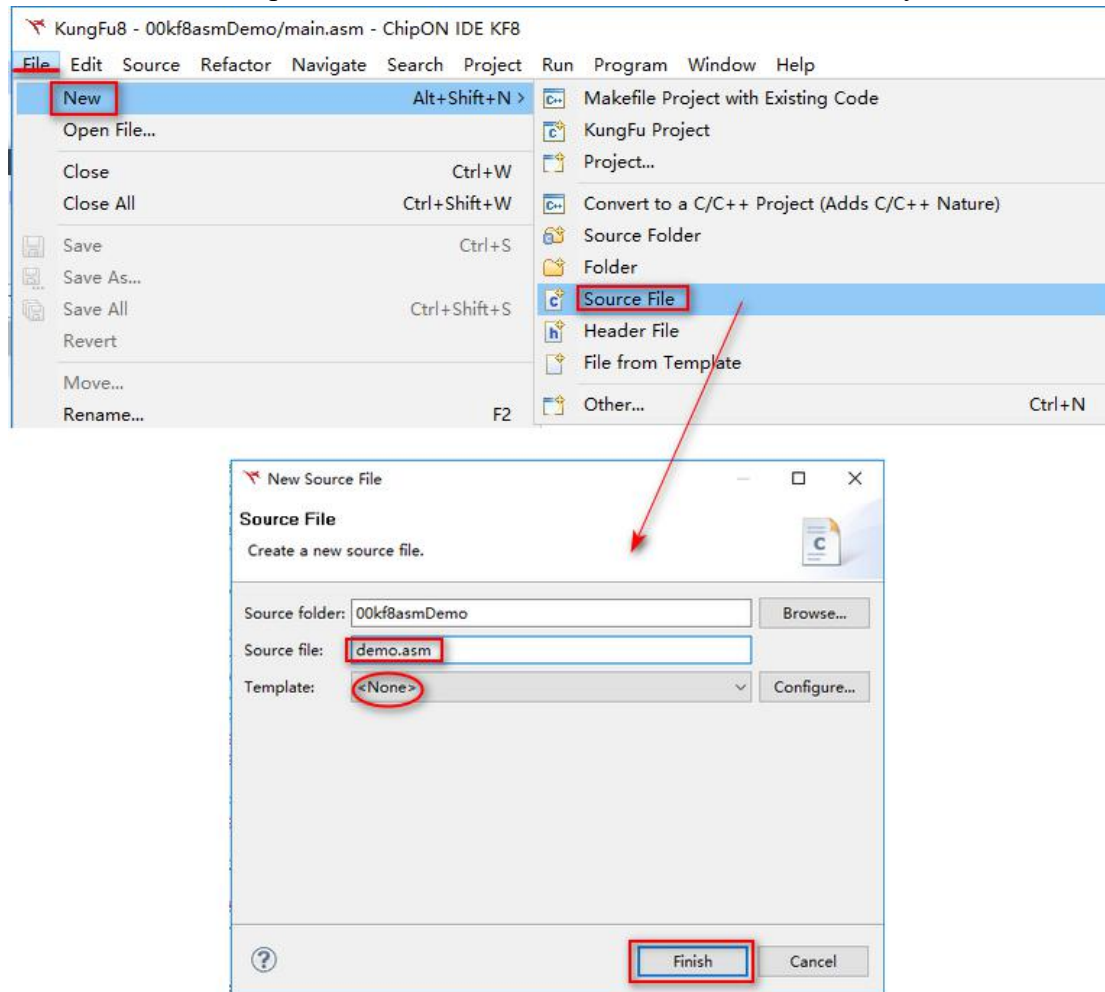 KungFu8 - 00kf8asmDemo/main.asm - ChipON IDE KF8
File Edit Source Refactor Navigate Search Project Run Program Window Help
New Alt+Shift+N >
Open File...
Close Ctrl+W
Close All Ctrl+Shift+W
Save Ctrl+S
Save As...
Save All Ctrl+Shift+S
Revert
Move...
Rename... F2
Makefile Project with Existing Code
KungFu Project
Project...
Convert to a C/C++ Project (Adds C/C++ Nature)
Source Folder
Folder
Source File
Header File
File from Template
Other... Ctrl+N
New Source File
Source File
Create a new source file.
Source folder: 00kf8asmDemo Browse...
Source file: demo.asm
Template: <None> Configure...
Finish Cancel